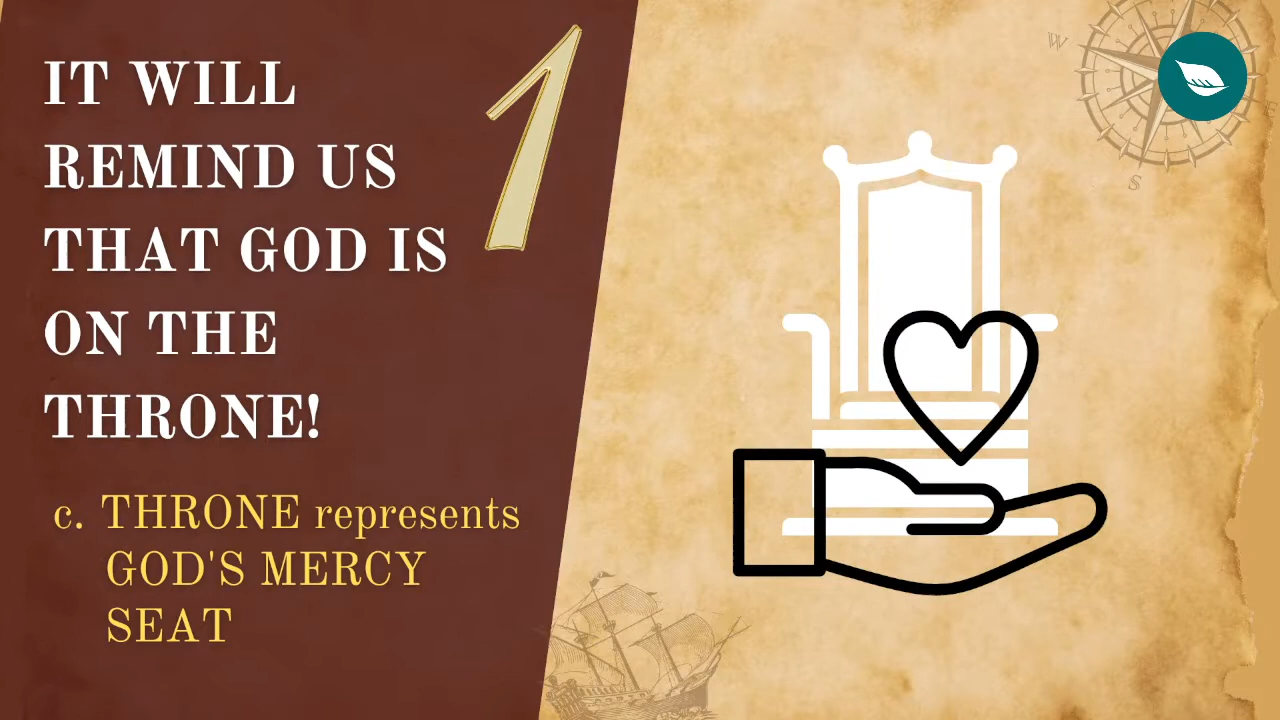 IT WILL
REMIND US
THAT GOD IS
ON THE
THRONE!
1
c. THRONE represents
GOD'S MERCY
SEAT
W
S